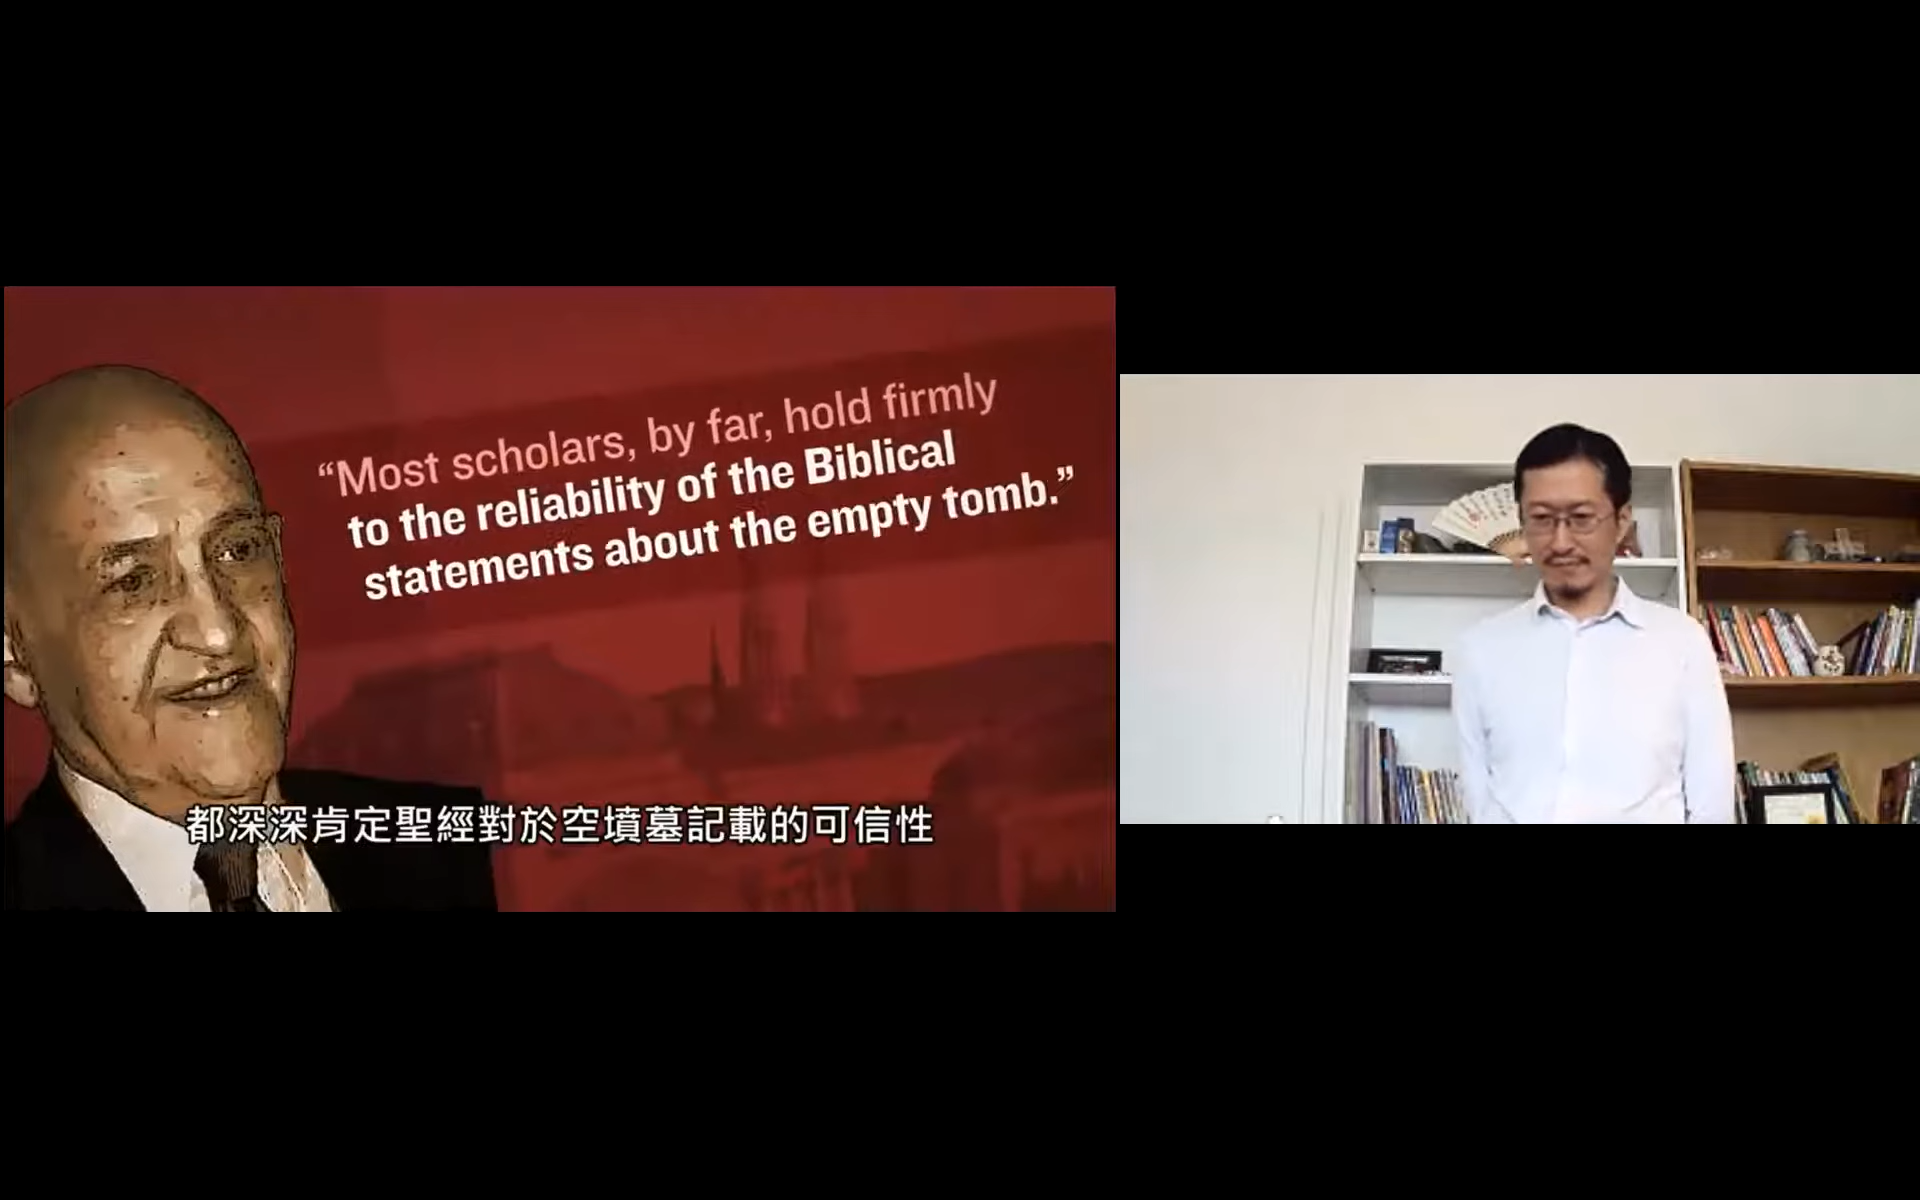 “Most scholars, by far, hold firmly
to the reliability of the Biblical
statements about the empty tomb.”
都深深肯定聖經對於空墳墓記載的可信性